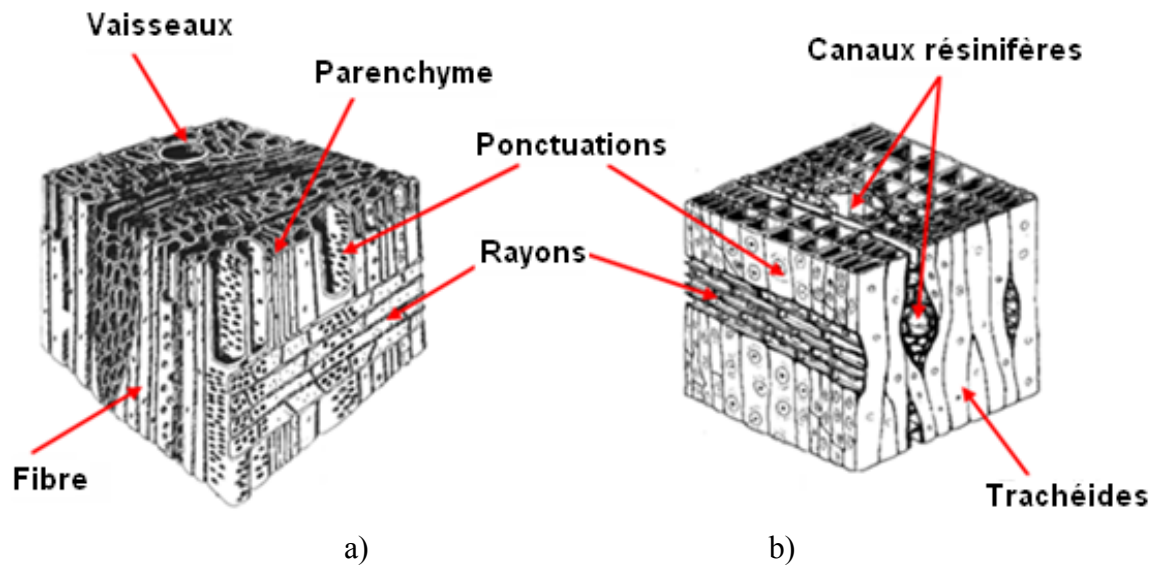 Vaisseaux
Parenchyme
Canaux résinifères
Ponctuations
Rayons
Fibre
Trachéides
a)
b)